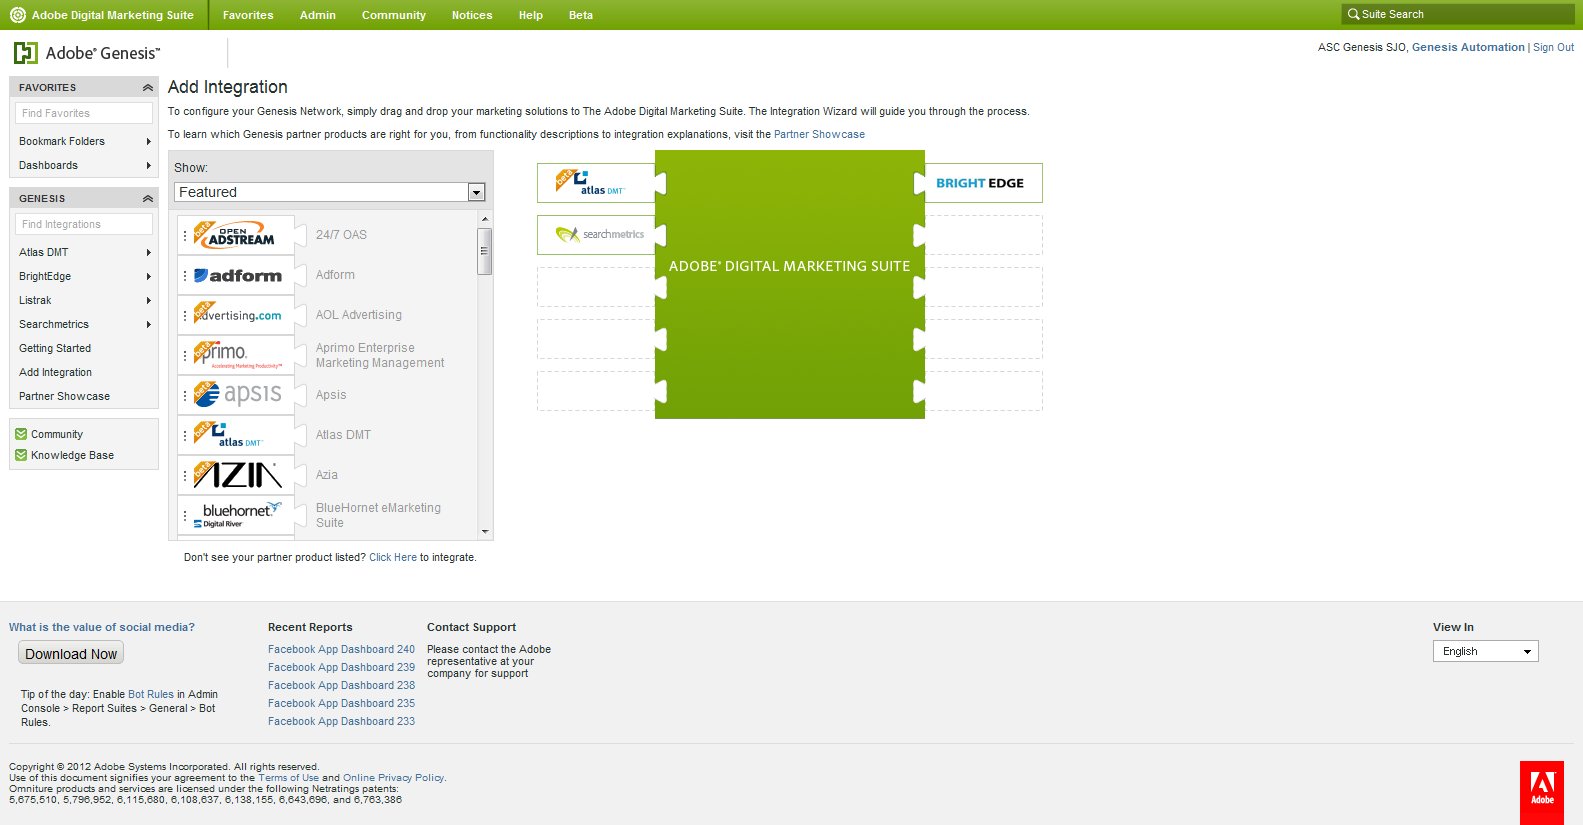 Adobe Digital Marketing Suite
Favorites Admin Community Notices Help Beta
Suite Search
Adobe® Genesis™
ASC Genesis SJO, Genesis Automation | Sign Out
FAVORITES
Find Favorites
Bookmark Folders
Dashboards
GENESIS
Find Integrations
Atlas DMT
BrightEdge
Listrak
Searchmetrics
Getting Started
Add Integration
Partner Showcase
Community
Knowledge Base
Add Integration
To configure your Genesis Network, simply drag and drop your marketing solutions to The Adobe Digital Marketing Suite. The Integration Wizard will guide you through the process.
To learn which Genesis partner products are right for you, from functionality descriptions to integration explanations, visit the Partner Showcase
Show:
Featured
beta OPEN ADSTREAM
24/7 OAS
adform
Adform
beta advertising.com
AOL Advertising
beta aprimo.
Accelerating Marketing Productivity™
Aprimo Enterprise
Marketing Management
beta apsis
Apsis
beta atlas DMT™
Atlas DMT
beta AZIA
Azia
bluehornet
Digital River
BlueHornet eMarketing
Suite
Don't see your partner product listed? Click Here to integrate.
beta atlas DMT™
searchmetrics
ADOBE® DIGITAL MARKETING SUITE
BRIGHT EDGE
What is the value of social media?
Download Now
Tip of the day: Enable Bot Rules in Admin
Console > Report Suites > General > Bot
Rules.
Recent Reports
Facebook App Dashboard 240
Facebook App Dashboard 239
Facebook App Dashboard 238
Facebook App Dashboard 235
Facebook App Dashboard 233
Contact Support
Please contact the Adobe
representative at your
company for support
View In
English
Copyright © 2012 Adobe Systems Incorporated. All rights reserved.
Use of this document signifies your agreement to the Terms of Use and Online Privacy Policy.
Omniture products and services are licensed under the following Netratings patents:
5,675,510, 5,796,952, 6,115,680, 6,108,637, 6,138,155, 6,643,696, and 6,763,386
Adobe